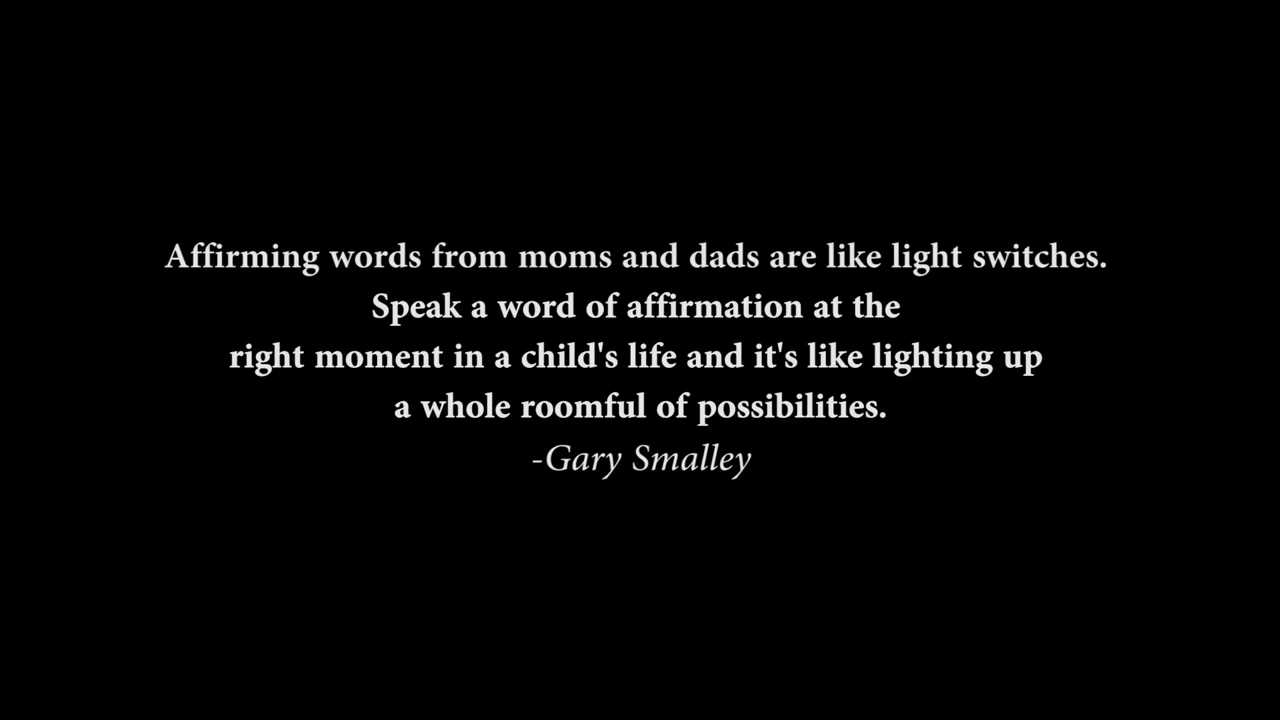 Affirming words from moms and dads are like light switches.
Speak a word of affirmation at the
right moment in a child's life and it's like lighting up
a whole roomful of possibilities.
-Gary Smalley